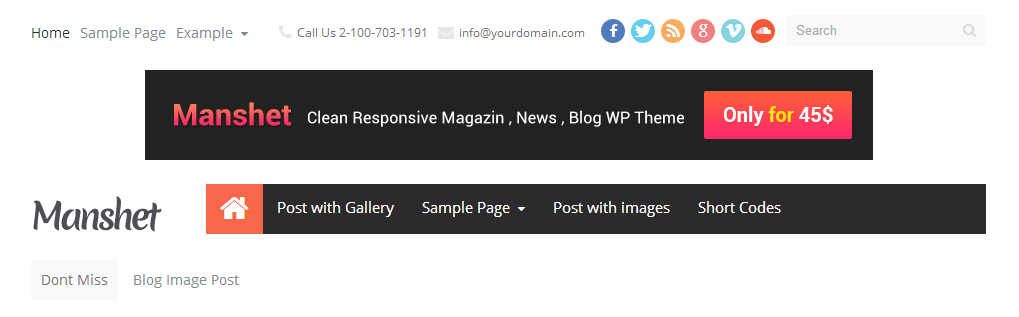 Home Sample Page Example Call Us 2-100-703-1191 info@yourdomain.com Search
Manshet Clean Responsive Magazin , News , Blog WP Theme Only for 45$
Manshet Post with Gallery Sample Page Post with images Short Codes
Dont Miss Blog Image Post